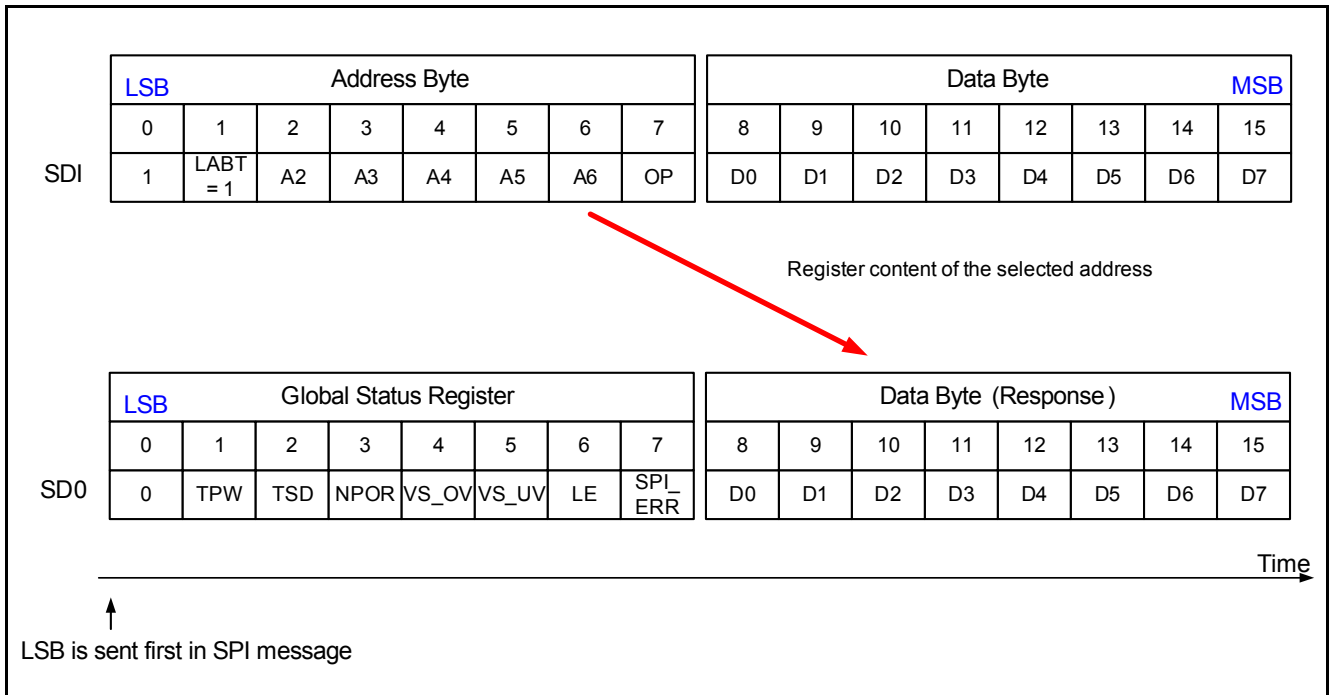 LSB Address Byte Data Byte MSB
0 1 2 3 4 5 6 7 8 9 10 11 12 13 14 15
SDI 1 LABT = 1 A2 A3 A4 A5 A6 OP D0 D1 D2 D3 D4 D5 D6 D7
Register content of the selected address
LSB Global Status Register Data Byte (Response) MSB
0 1 2 3 4 5 6 7 8 9 10 11 12 13 14 15
SD0 0 TPW TSD NPOR VS_OV VS_UV LE SPI_ERR D0 D1 D2 D3 D4 D5 D6 D7
Time
LSB is sent first in SPI message